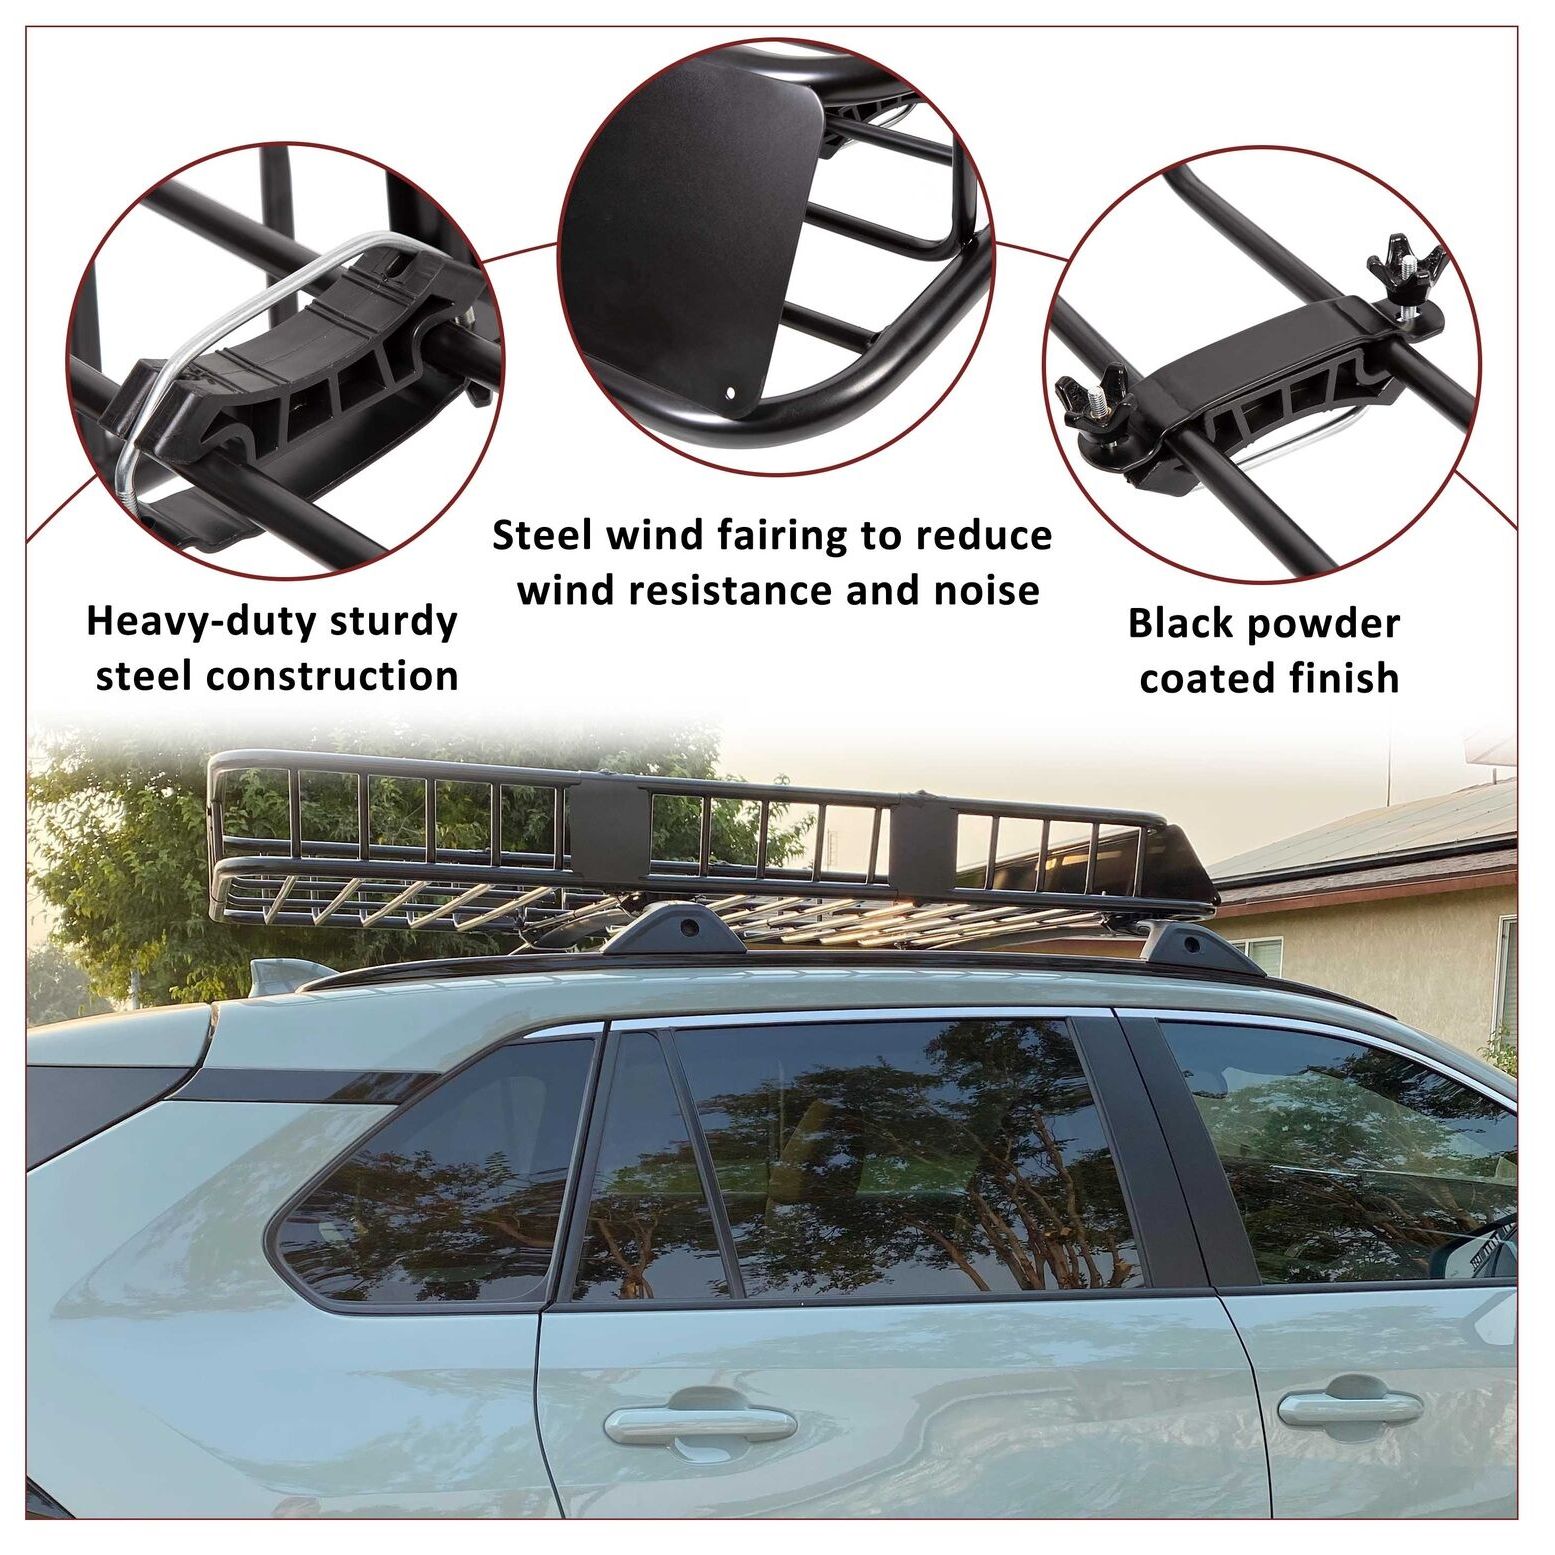 Steel wind fairing to reduce
wind resistance and noise
Heavy-duty sturdy
steel construction
Black powder
coated finish